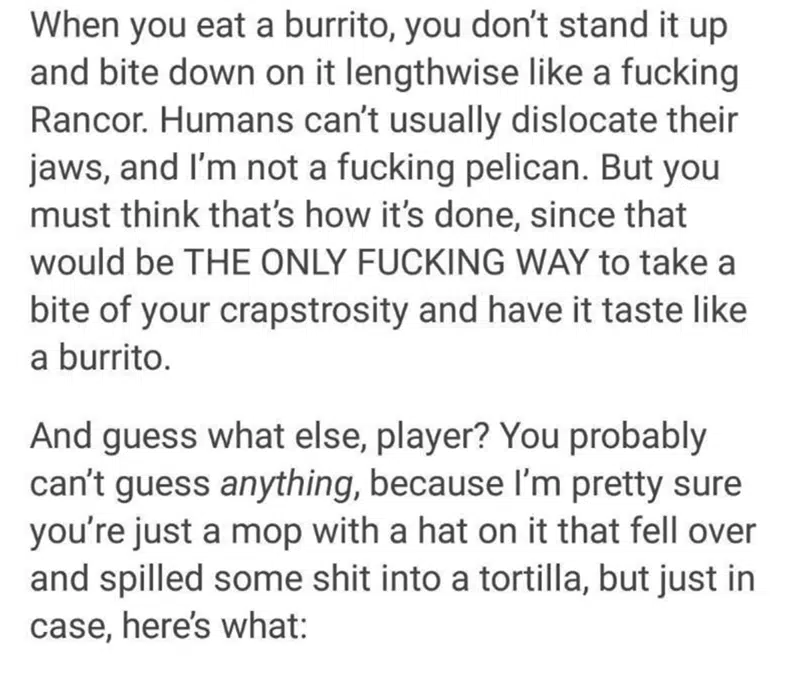 When you eat a burrito, you don't stand it up
and bite down on it lengthwise like a fucking
Rancor. Humans can't usually dislocate their
jaws, and I'm not a fucking pelican. But you
must think that's how it's done, since that
would be THE ONLY FUCKING WAY to take a
bite of your crapstrosity and have it taste like
a burrito.
And guess what else, player? You probably
can't guess anything, because I'm pretty sure
you're just a mop with a hat on it that fell over
and spilled some shit into a tortilla, but just in
case, here's what: